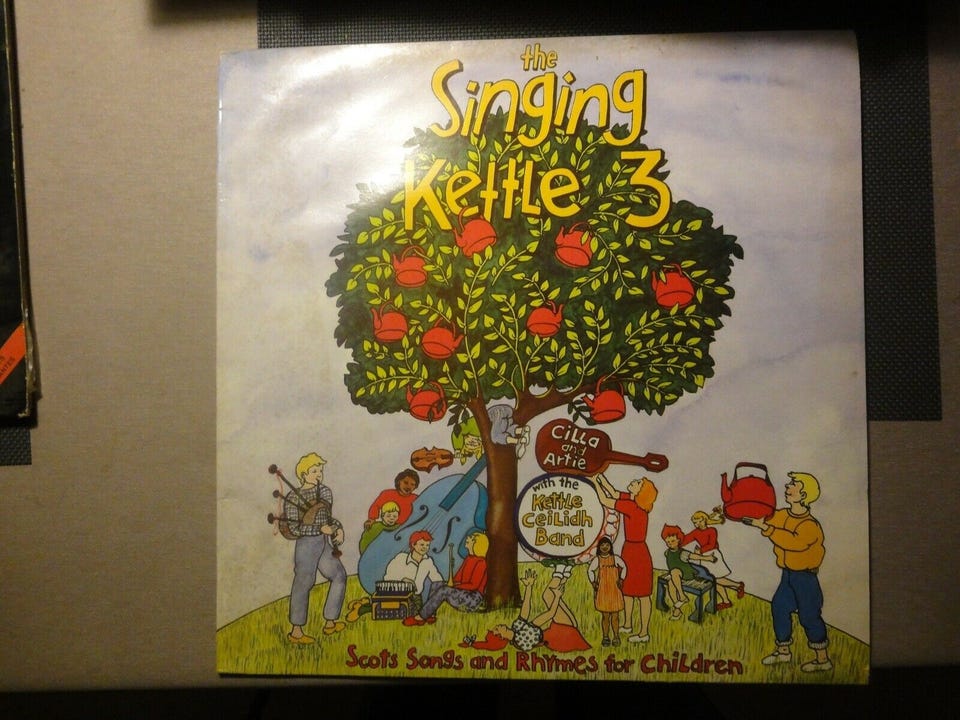 the
Singing
Kettle 3
Cilla
and
Artie
with the
Kettle
Ceilidh
Band
Scots Songs and Rhymes for Children